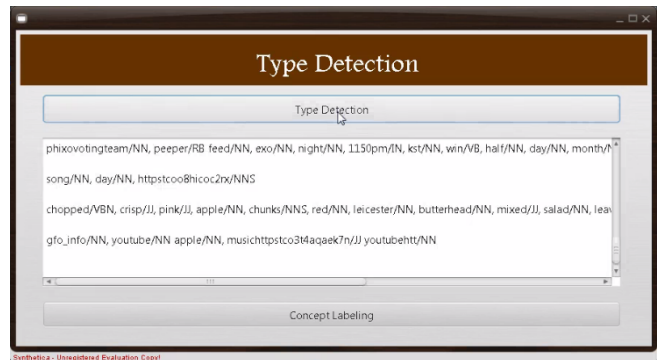 Type Detection
Type Detection
phixovotingteam/NN, peeper/RB feed/NN, exo/NN, night/NN, 1150pm/IN, kst/NN, win/VB, half/NN, day/NN, month/N
song/NN, day/NN, httpstcoo8hicoc2rx/NNS
chopped/VBN, crisp/JJ, pink/JJ, apple/NN, chunks/NNS, red/NN, leicester/NN, butterhead/NN, mixed/JJ, salad/NN, leav
gfo_info/NN, youtube/NN apple/NN, musichttpstco3t4aqaek7n/JJ youtubehtt/NN
Concept Labeling
Synthetica - Unregistered Evaluation Copy!